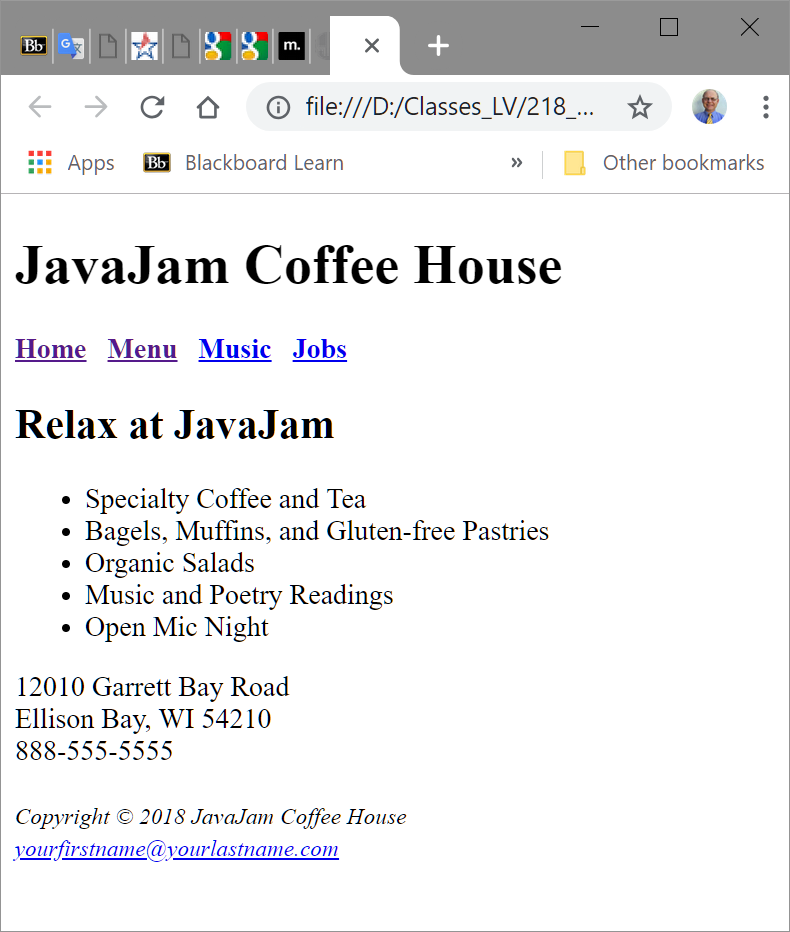 Bb m.
file:///D:/Classes_LV/218_...
Apps Bb Blackboard Learn » Other bookmarks
JavaJam Coffee House
Home Menu Music Jobs
Relax at JavaJam
• Specialty Coffee and Tea
• Bagels, Muffins, and Gluten-free Pastries
• Organic Salads
• Music and Poetry Readings
• Open Mic Night
12010 Garrett Bay Road
Ellison Bay, WI 54210
888-555-5555
Copyright © 2018 JavaJam Coffee House
yourfirstname@yourlastname.com